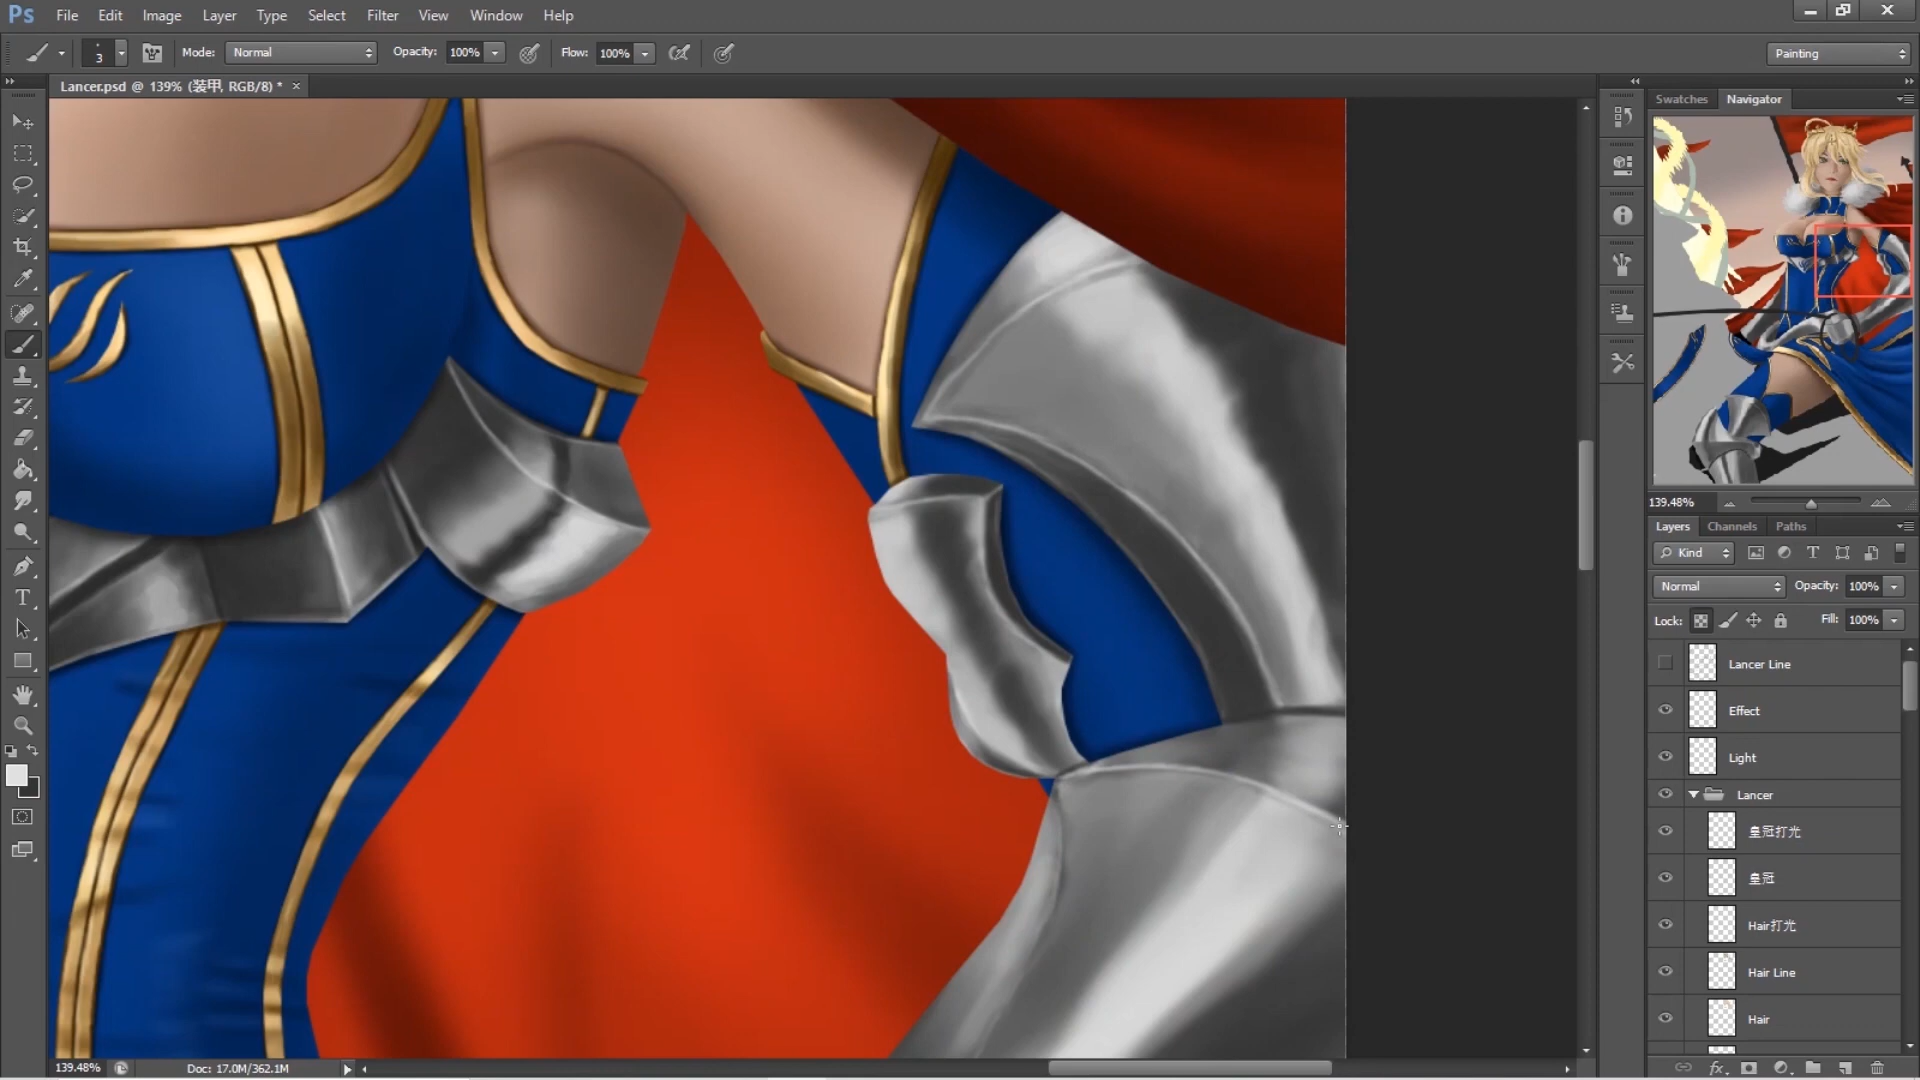 Ps File Edit Image Layer Type Select Filter View Window Help
3 Mode: Normal Opacity: 100% Flow: 100% Painting
Lancer.psd @ 139% (装甲, RGB/8) * ×
Swatches Navigator
139.48%
Layers Channels Paths
Kind
Normal Opacity: 100%
Lock: Fill: 100%
Lancer Line
Effect
Light
Lancer
皇冠打光
皇冠
Hair打光
Hair Line
Hair
139.48% Doc: 17.0M/362.1M